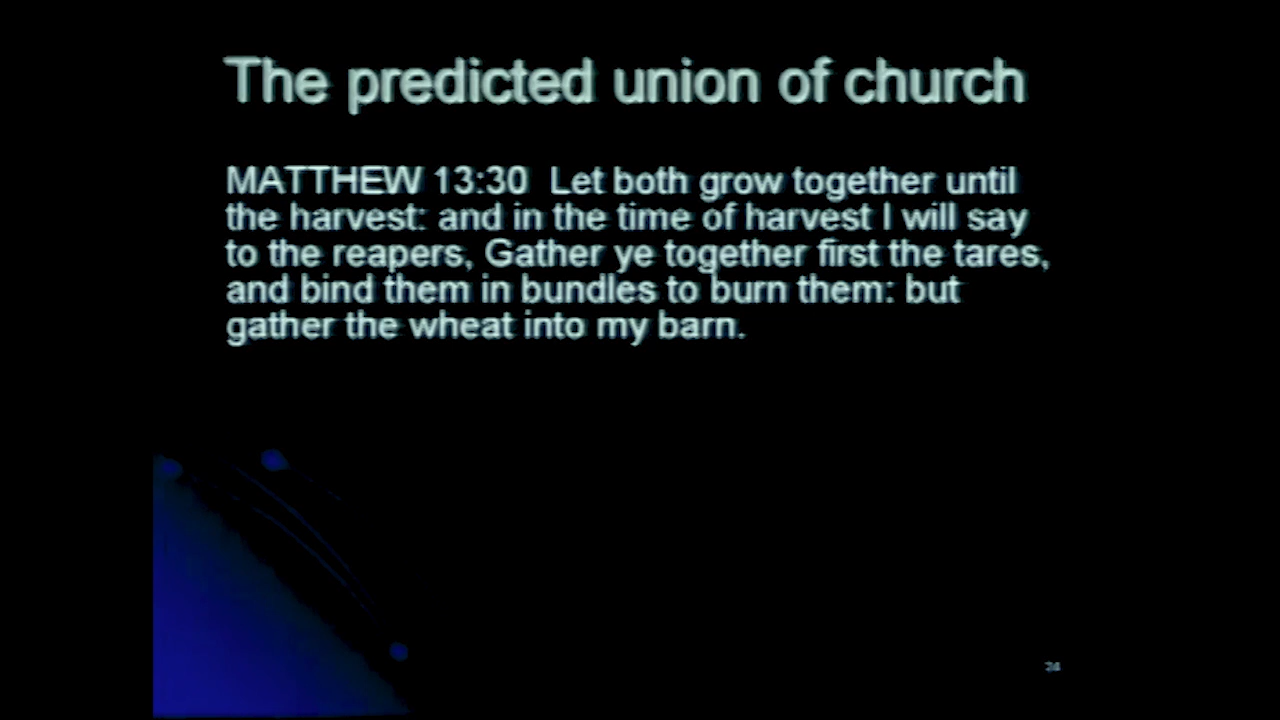 The predicted union of church
MATTHEW 13:30  Let both grow together until
the harvest: and in the time of harvest I will say
to the reapers, Gather ye together first the tares,
and bind them in bundles to burn them: but
gather the wheat into my barn.
24